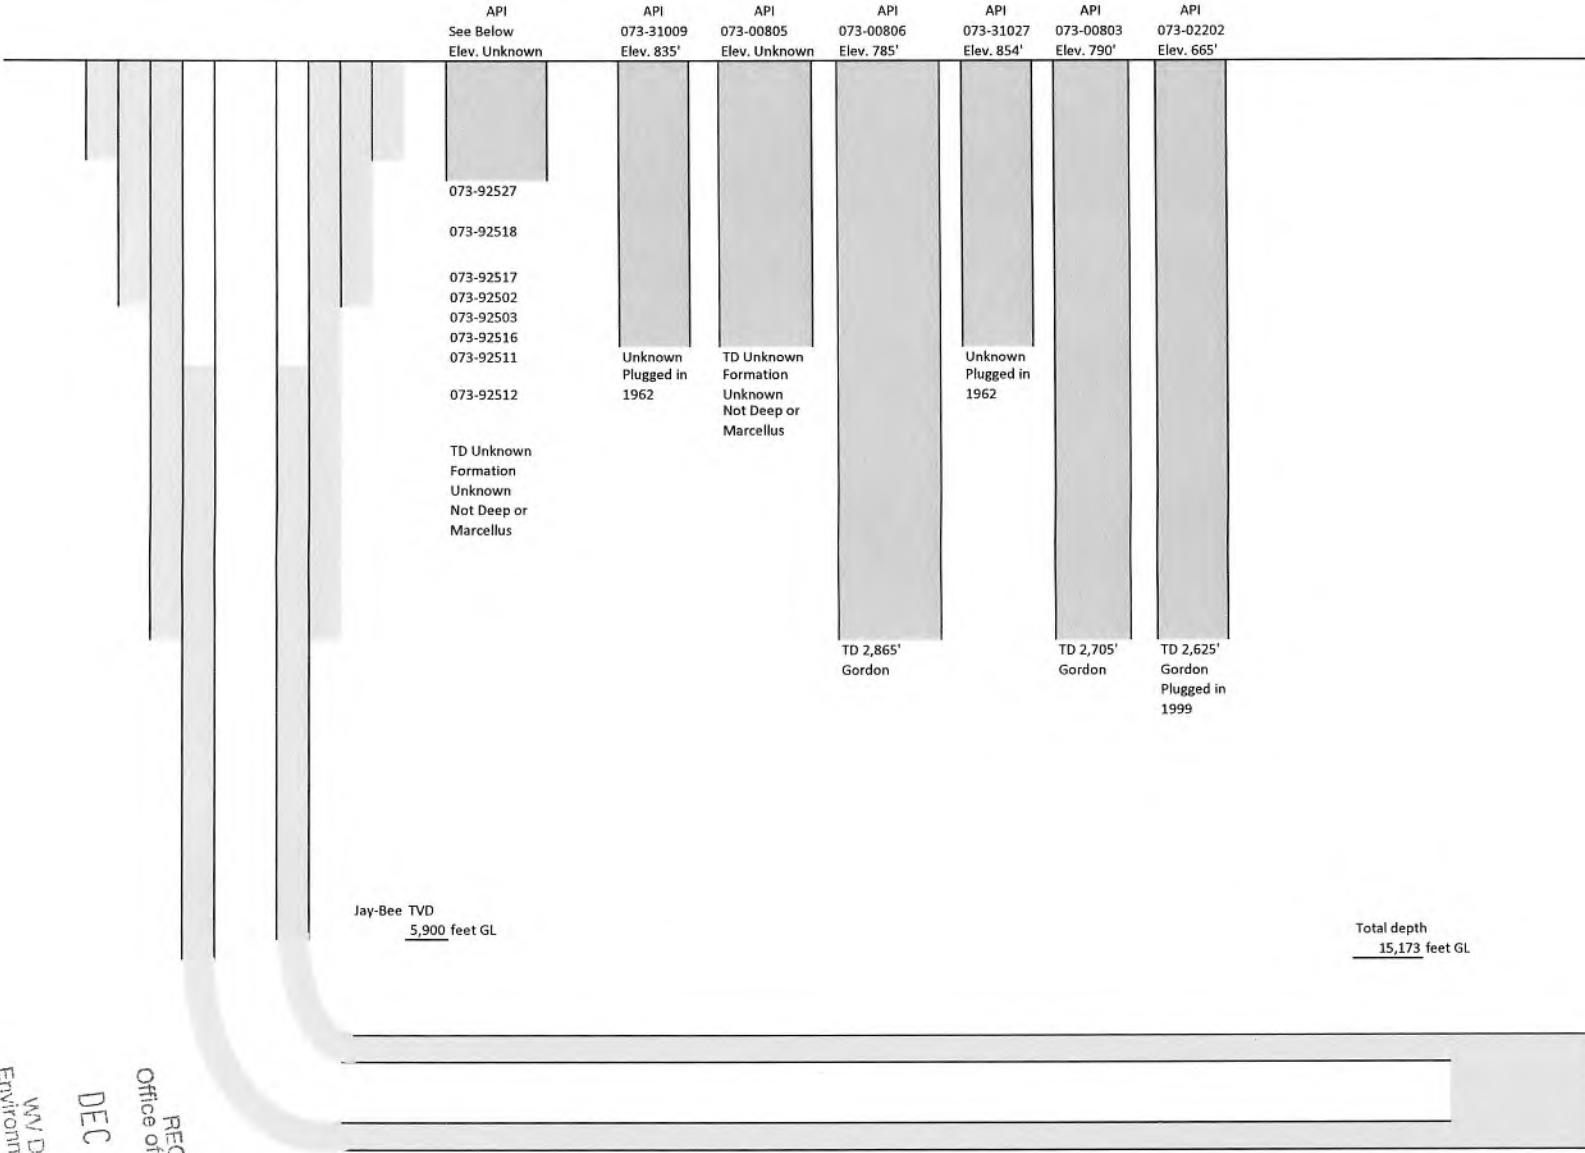 API
See Below
Elev. Unknown
API
073-31009
Elev. 835'
API
073-00805
Elev. Unknown
API
073-00806
Elev. 785'
API
073-31027
Elev. 854'
API
073-00803
Elev. 790'
API
073-02202
Elev. 665'
073-92527
073-92518
073-92517
073-92502
073-92503
073-92516
073-92511
073-92512
TD Unknown
Formation
Unknown
Not Deep or
Marcellus
Unknown
Plugged in
1962
TD Unknown
Formation
Unknown
Not Deep or
Marcellus
TD 2,865'
Gordon
Unknown
Plugged in
1962
TD 2,705'
Gordon
TD 2,625'
Gordon
Plugged in
1999
Jay-Bee TVD
5,900 feet GL
Total depth
15,173 feet GL
Office of
DEC
WV